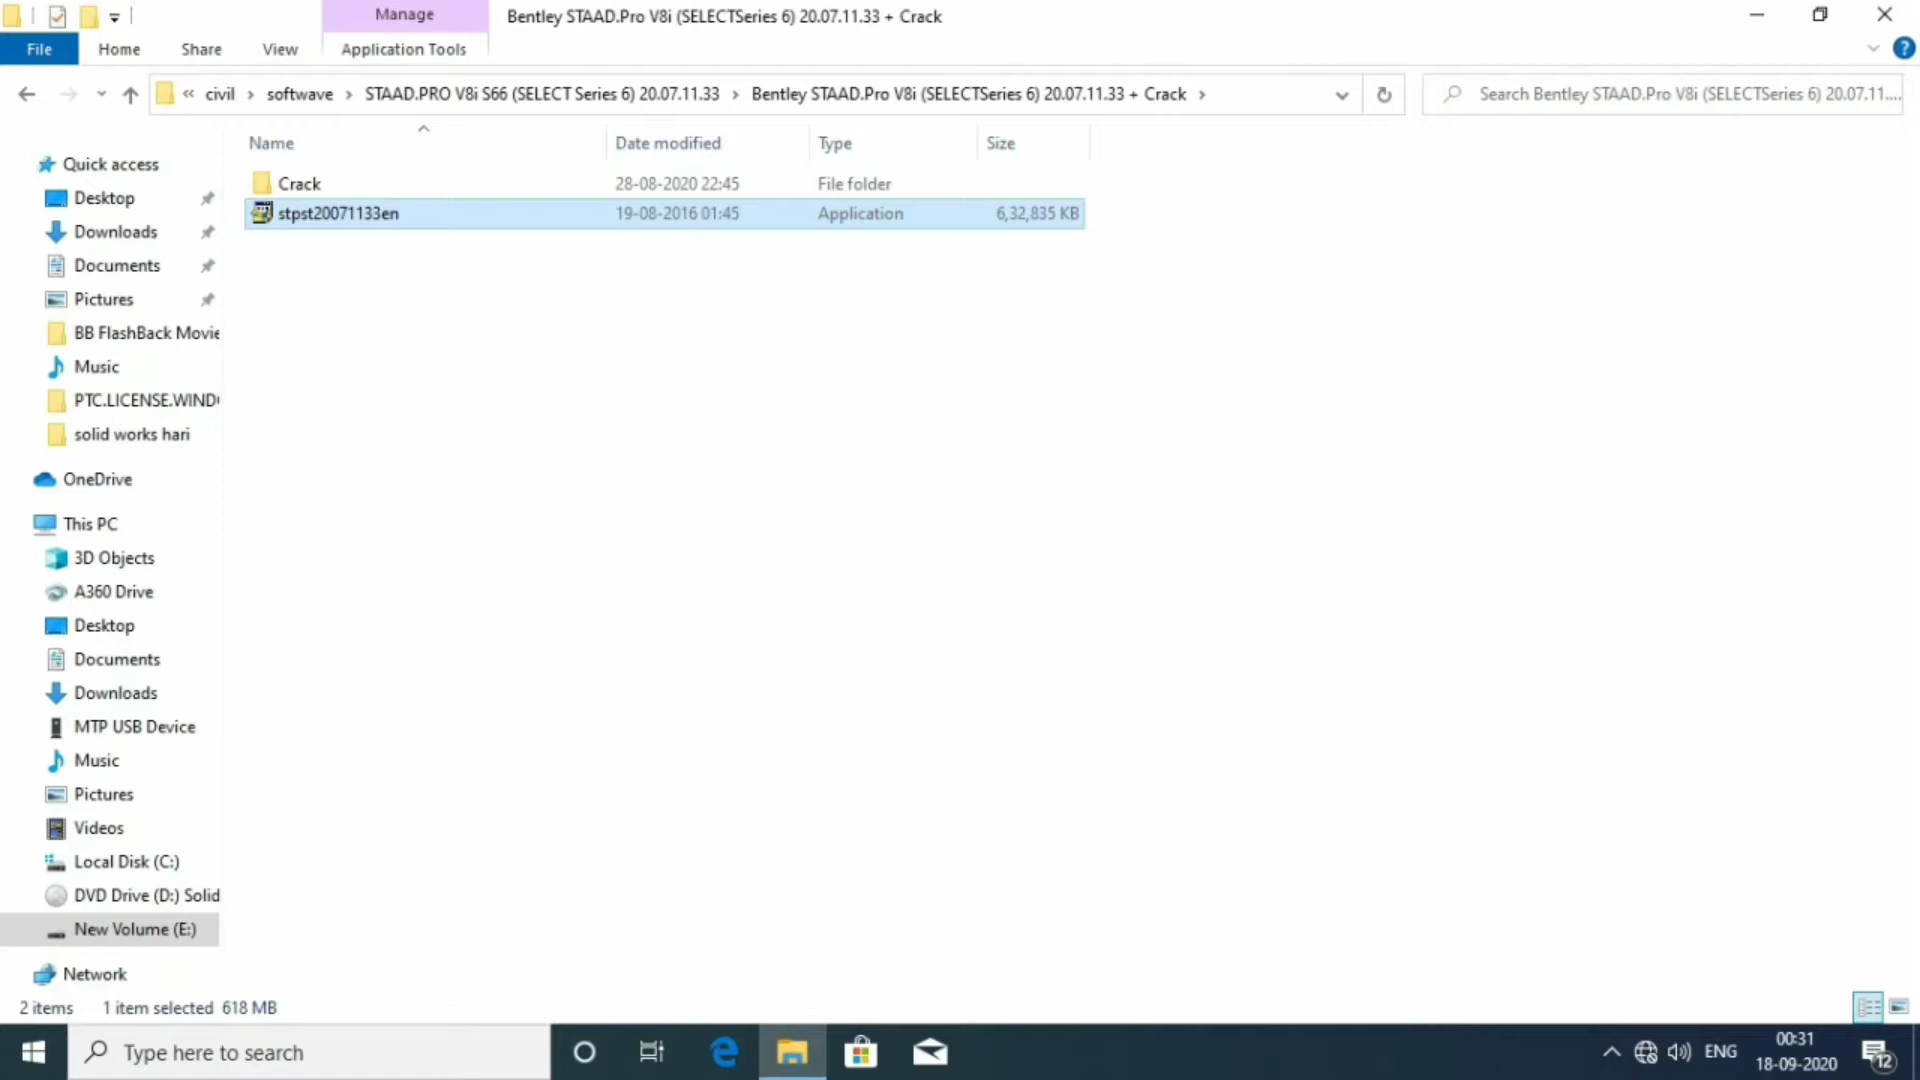 Manage
Bentley STAAD.Pro V8i (SELECTSeries 6) 20.07.11.33 + Crack
File
Home
Share
View
Application Tools
« civil › softwave › STAAD.PRO V8i S66 (SELECT Series 6) 20.07.11.33 › Bentley STAAD.Pro V8i (SELECTSeries 6) 20.07.11.33 + Crack ›
Search Bentley STAAD.Pro V8i (SELECTSeries 6) 20.07.11....
Name
Date modified
Type
Size
Crack
28-08-2020 22:45
File folder
stpst20071133en
19-08-2016 01:45
Application
6,32,835 KB
Quick access
Desktop
Downloads
Documents
Pictures
BB FlashBack Movie
Music
PTC.LICENSE.WIND
solid works hari
OneDrive
This PC
3D Objects
A360 Drive
Desktop
Documents
Downloads
MTP USB Device
Music
Pictures
Videos
Local Disk (C:)
DVD Drive (D:) Solid
New Volume (E:)
Network
2 items
1 item selected 618 MB
Type here to search
ENG
00:31
18-09-2020
12